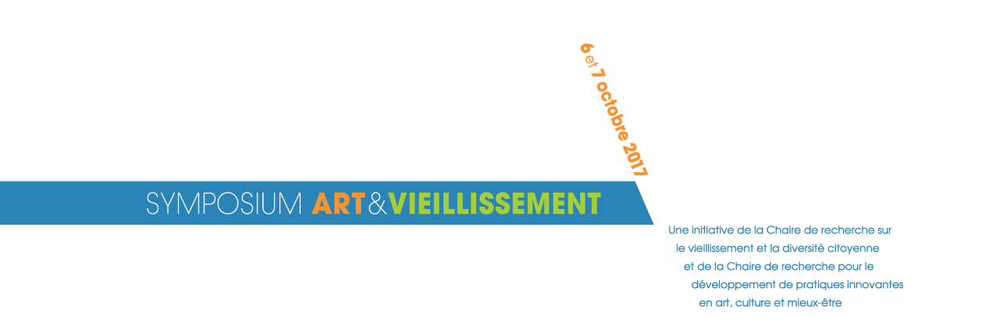 6 et 7 octobre 2017
SYMPOSIUM ART & VIEILLISSEMENT
Une initiative de la Chaire de recherche sur
le vieillissement et la diversité citoyenne
et de la Chaire de recherche pour le
développement de pratiques innovantes
en art, culture et mieux-être